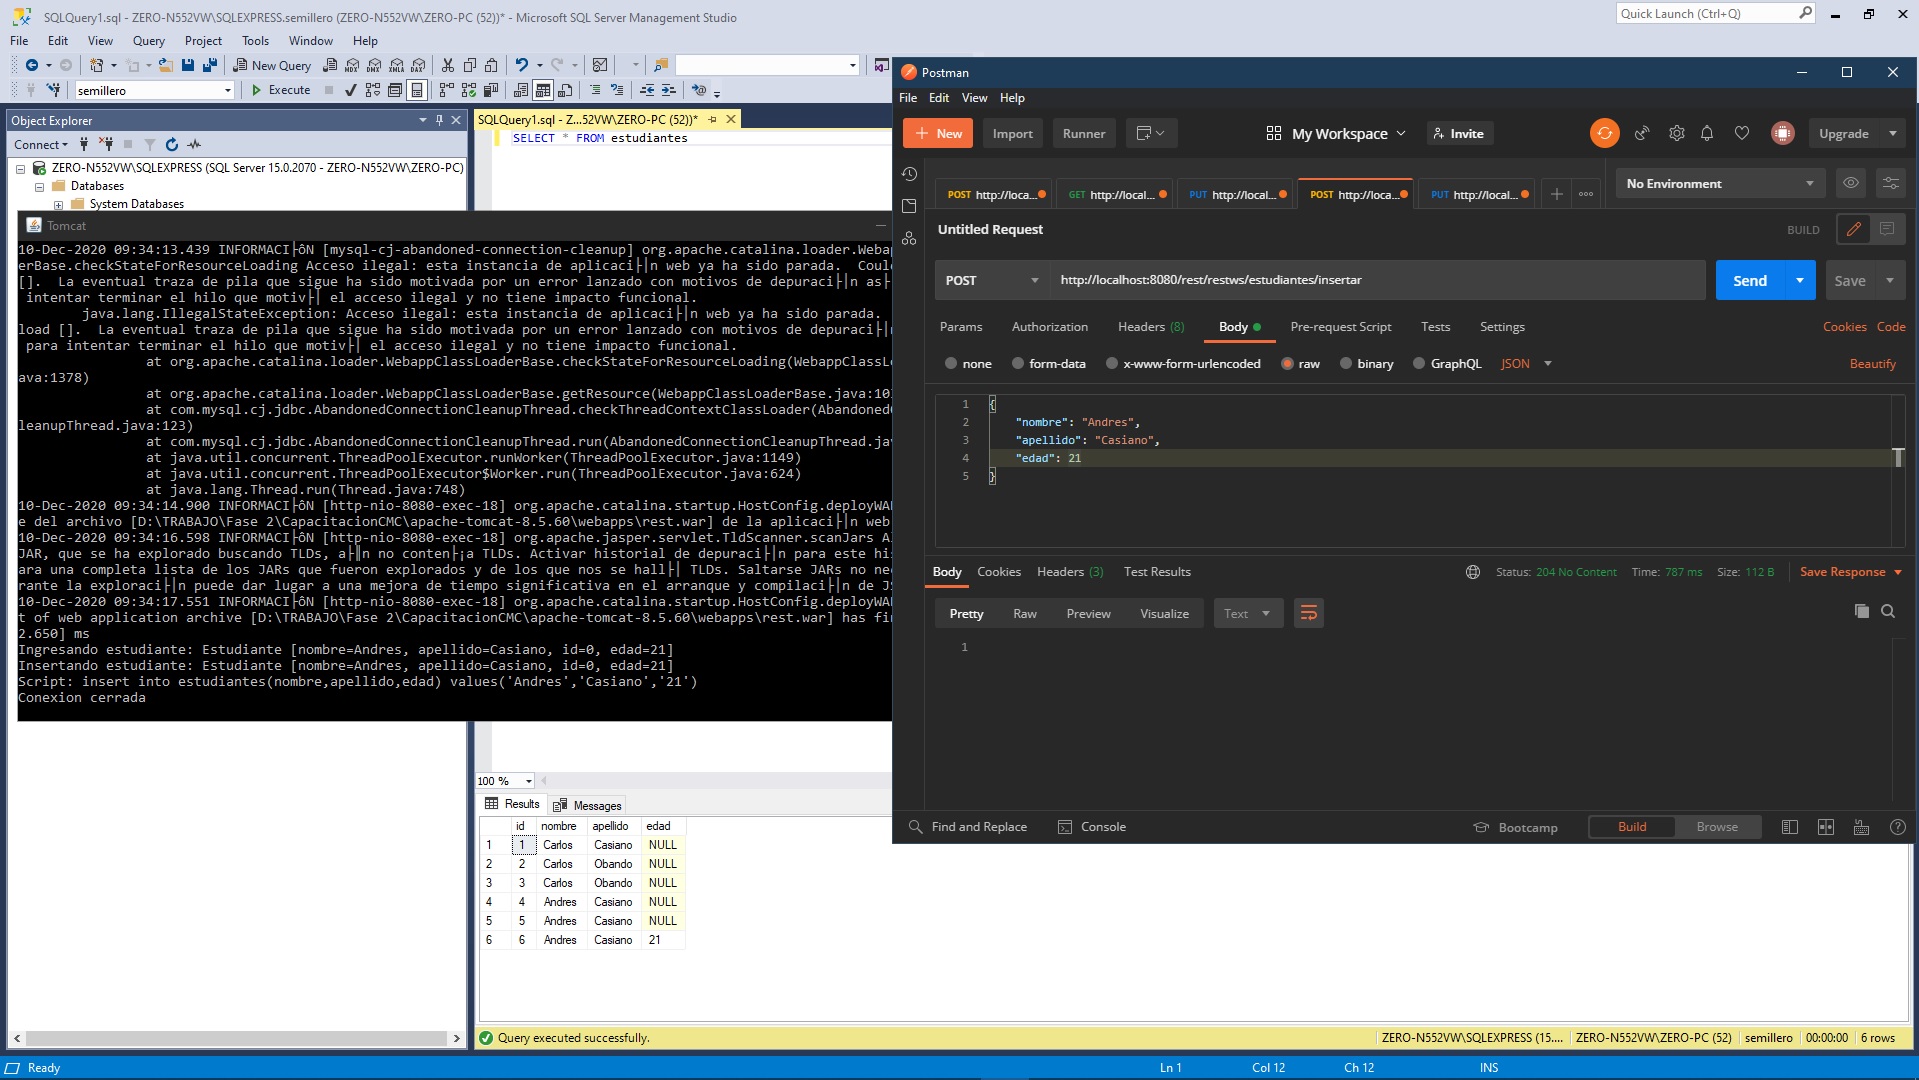 SQLQuery1.sql - ZERO-N552VW\SQLEXPRESS.semillero (ZERO-N552VW\ZERO-PC (52))* - Microsoft SQL Server Management Studio
Quick Launch (Ctrl+Q)
File Edit View Query Project Tools Window Help
New Query MDX DMX XMLA DAX
semillero Execute
Object Explorer
Connect
ZERO-N552VW\SQLEXPRESS (SQL Server 15.0.2070 - ZERO-N552VW\ZERO-PC)
Databases
System Databases
SQLQuery1.sql - Z...52VW\ZERO-PC (52))*
SELECT * FROM estudiantes
Tomcat
10-Dec-2020 09:34:13.439 INFORMACI├ôN [mysql-cj-abandoned-connection-cleanup] org.apache.catalina.loader.Webap
erBase.checkStateForResourceLoading Acceso ilegal: esta instancia de aplicaci├│n web ya ha sido parada.  Could
[].  La eventual traza de pila que sigue ha sido motivada por un error lanzado con motivos de depuraci├│n as├
intentar terminar el hilo que motiv├│ el acceso ilegal y no tiene impacto funcional.
java.lang.IllegalStateException: Acceso ilegal: esta instancia de aplicaci├│n web ya ha sido parada.
load [].  La eventual traza de pila que sigue ha sido motivada por un error lanzado con motivos de depuraci├│n
para intentar terminar el hilo que motiv├│ el acceso ilegal y no tiene impacto funcional.
at org.apache.catalina.loader.WebappClassLoaderBase.checkStateForResourceLoading(WebappClassLo
ava:1378)
at org.apache.catalina.loader.WebappClassLoaderBase.getResource(WebappClassLoaderBase.java:101
at com.mysql.cj.jdbc.AbandonedConnectionCleanupThread.checkThreadContextClassLoader(AbandonedC
leanupThread.java:123)
at com.mysql.cj.jdbc.AbandonedConnectionCleanupThread.run(AbandonedConnectionCleanupThread.jav
at java.util.concurrent.ThreadPoolExecutor.runWorker(ThreadPoolExecutor.java:1149)
at java.util.concurrent.ThreadPoolExecutor$Worker.run(ThreadPoolExecutor.java:624)
at java.lang.Thread.run(Thread.java:748)
10-Dec-2020 09:34:14.900 INFORMACI├ôN [http-nio-8080-exec-18] org.apache.catalina.startup.HostConfig.deployWAR
e del archivo [D:\TRABAJO\Fase 2\CapacitacionCMC\apache-tomcat-8.5.60\webapps\rest.war] de la aplicaci├│n web
10-Dec-2020 09:34:16.598 INFORMACI├ôN [http-nio-8080-exec-18] org.apache.jasper.servlet.TldScanner.scanJars Al
JAR, que se ha explorado buscando TLDs, a├║n no conten├¡a TLDs. Activar historial de depuraci├│n para este his
ara una completa lista de los JARs que fueron explorados y de los que nos se hall├│ TLDs. Saltarse JARs no nec
rante la exploraci├│n puede dar lugar a una mejora de tiempo significativa en el arranque y compilaci├│n de JS
10-Dec-2020 09:34:17.551 INFORMACI├ôN [http-nio-8080-exec-18] org.apache.catalina.startup.HostConfig.deployWAR
t of web application archive [D:\TRABAJO\Fase 2\CapacitacionCMC\apache-tomcat-8.5.60\webapps\rest.war] has fin
2.650] ms
Ingresando estudiante: Estudiante [nombre=Andres, apellido=Casiano, id=0, edad=21]
Insertando estudiante: Estudiante [nombre=Andres, apellido=Casiano, id=0, edad=21]
Script: insert into estudiantes(nombre,apellido,edad) values('Andres','Casiano','21')
Conexion cerrada
Postman
File Edit View Help
New Import Runner My Workspace Invite Upgrade
POST http://loca... GET http://local... PUT http://local... POST http://loca... PUT http://local... No Environment
Untitled Request BUILD
POST http://localhost:8080/rest/restws/estudiantes/insertar Send Save
Params Authorization Headers (8) Body Pre-request Script Tests Settings Cookies Code
none form-data x-www-form-urlencoded raw binary GraphQL JSON Beautify
1 {
2 "nombre": "Andres",
3 "apellido": "Casiano",
4 "edad": 21
5 }
Body Cookies Headers (3) Test Results Status: 204 No Content Time: 787 ms Size: 112 B Save Response
Pretty Raw Preview Visualize Text
1
Find and Replace Console Bootcamp Build Browse
100 %
Results Messages
id nombre apellido edad
1 1 Carlos Casiano NULL
2 2 Carlos Obando NULL
3 3 Carlos Obando NULL
4 4 Andres Casiano NULL
5 5 Andres Casiano NULL
6 6 Andres Casiano 21
Query executed successfully. ZERO-N552VW\SQLEXPRESS (15.... ZERO-N552VW\ZERO-PC (52) semillero 00:00:00 6 rows
Ready Ln 1 Col 12 Ch 12 INS